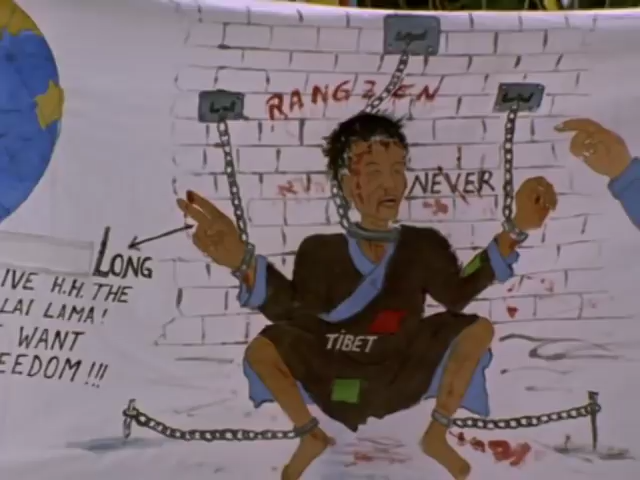 RANGZEN
NEVER
LONG
IVE H.H. THE
LAI LAMA!
WANT
EEDOM!!!
TIBET